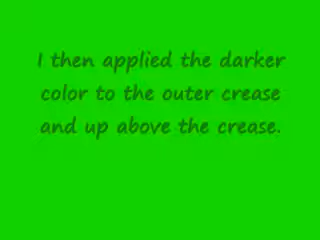 I then applied the darker
color to the outer crease
and up above the crease.